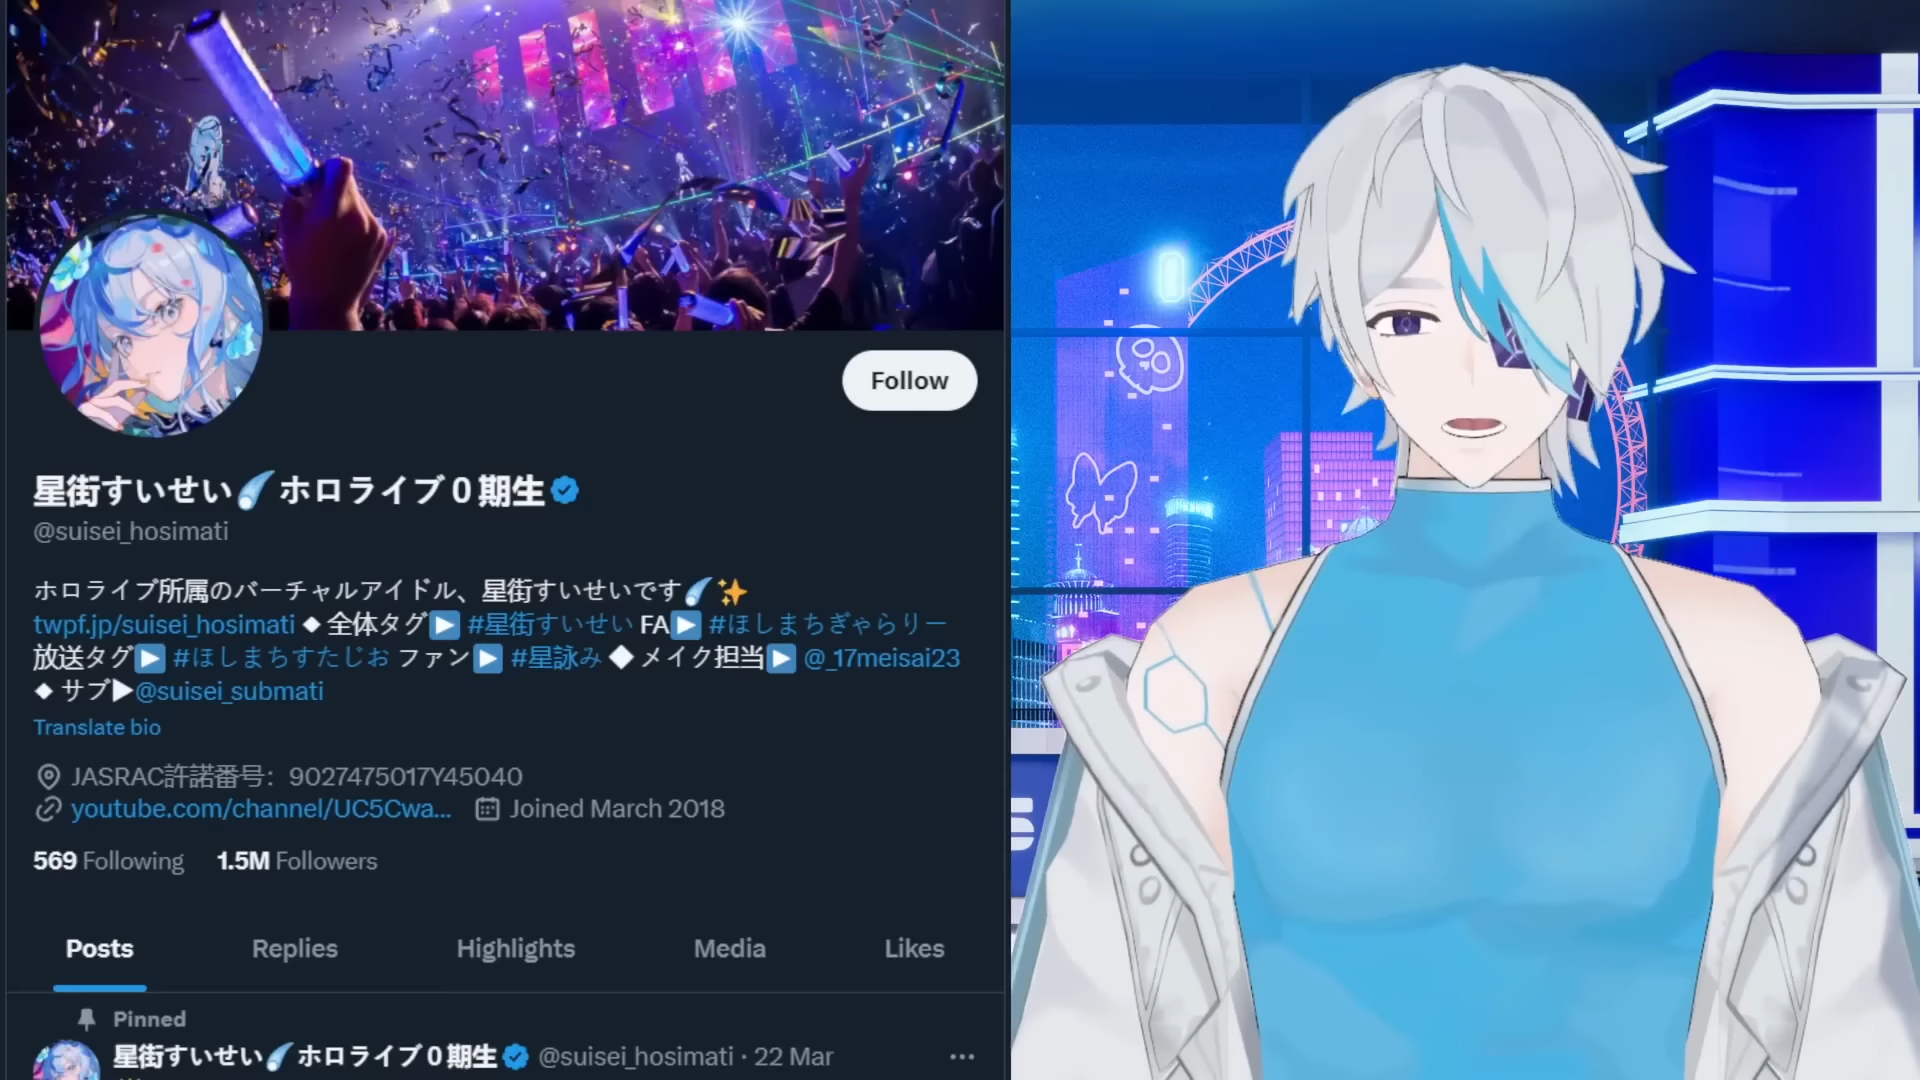 Follow
星街すいせい☄️ホロライブ0期生
@suisei_hosimati
ホロライブ所属のバーチャルアイドル、星街すいせいです☄️✨
twpf.jp/suisei_hosimati ◆ 全体タグ▶️ #星街すいせい FA▶️ #ほしまちぎゃらりー
放送タグ▶️ #ほしまちすたじお ファン▶️ #星詠み ◆ メイク担当▶️ @_17meisai23
◆ サブ▶@suisei_submati
Translate bio
JASRAC許諾番号：9027475017Y45040
youtube.com/channel/UC5Cwa... Joined March 2018
569 Following 1.5M Followers
Posts Replies Highlights Media Likes
Pinned
星街すいせい☄️ホロライブ0期生 @suisei_hosimati · 22 Mar